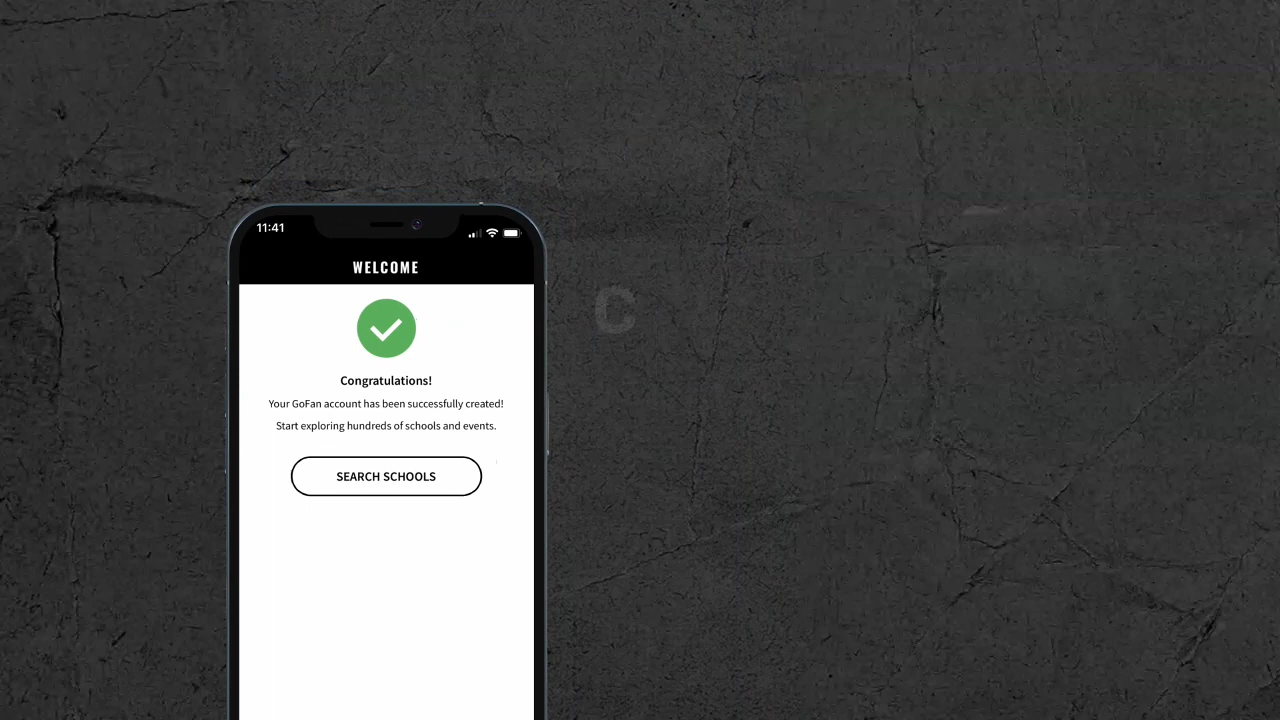 11:41
WELCOME
Congratulations!
Your GoFan account has been successfully created!
Start exploring hundreds of schools and events.
SEARCH SCHOOLS
C